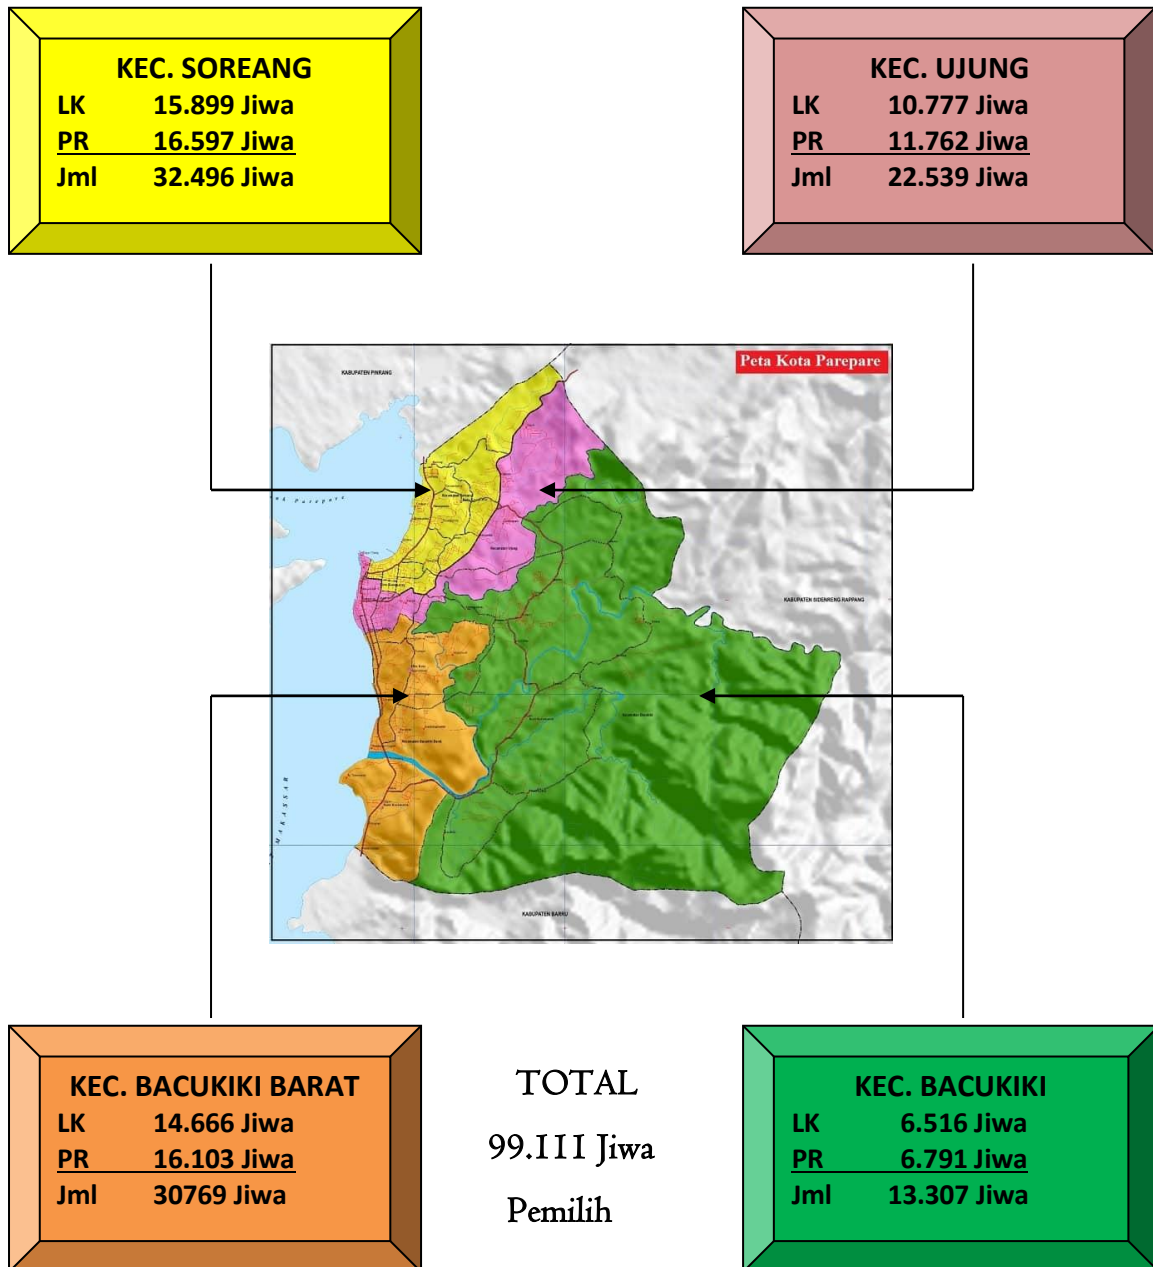 KEC. SOREANG
LK 15.899 Jiwa
PR 16.597 Jiwa
Jml 32.496 Jiwa
KEC. UJUNG
LK 10.777 Jiwa
PR 11.762 Jiwa
Jml 22.539 Jiwa
Peta Kota Parepare
KABUPATEN PINRANG
Parepare
KABUPATEN SIDENRENG RAPPANG
MAKASSAR
KABUPATEN BARRU
KEC. BACUKIKI BARAT
LK 14.666 Jiwa
PR 16.103 Jiwa
Jml 30769 Jiwa
TOTAL
99.111 Jiwa
Pemilih
KEC. BACUKIKI
LK 6.516 Jiwa
PR 6.791 Jiwa
Jml 13.307 Jiwa